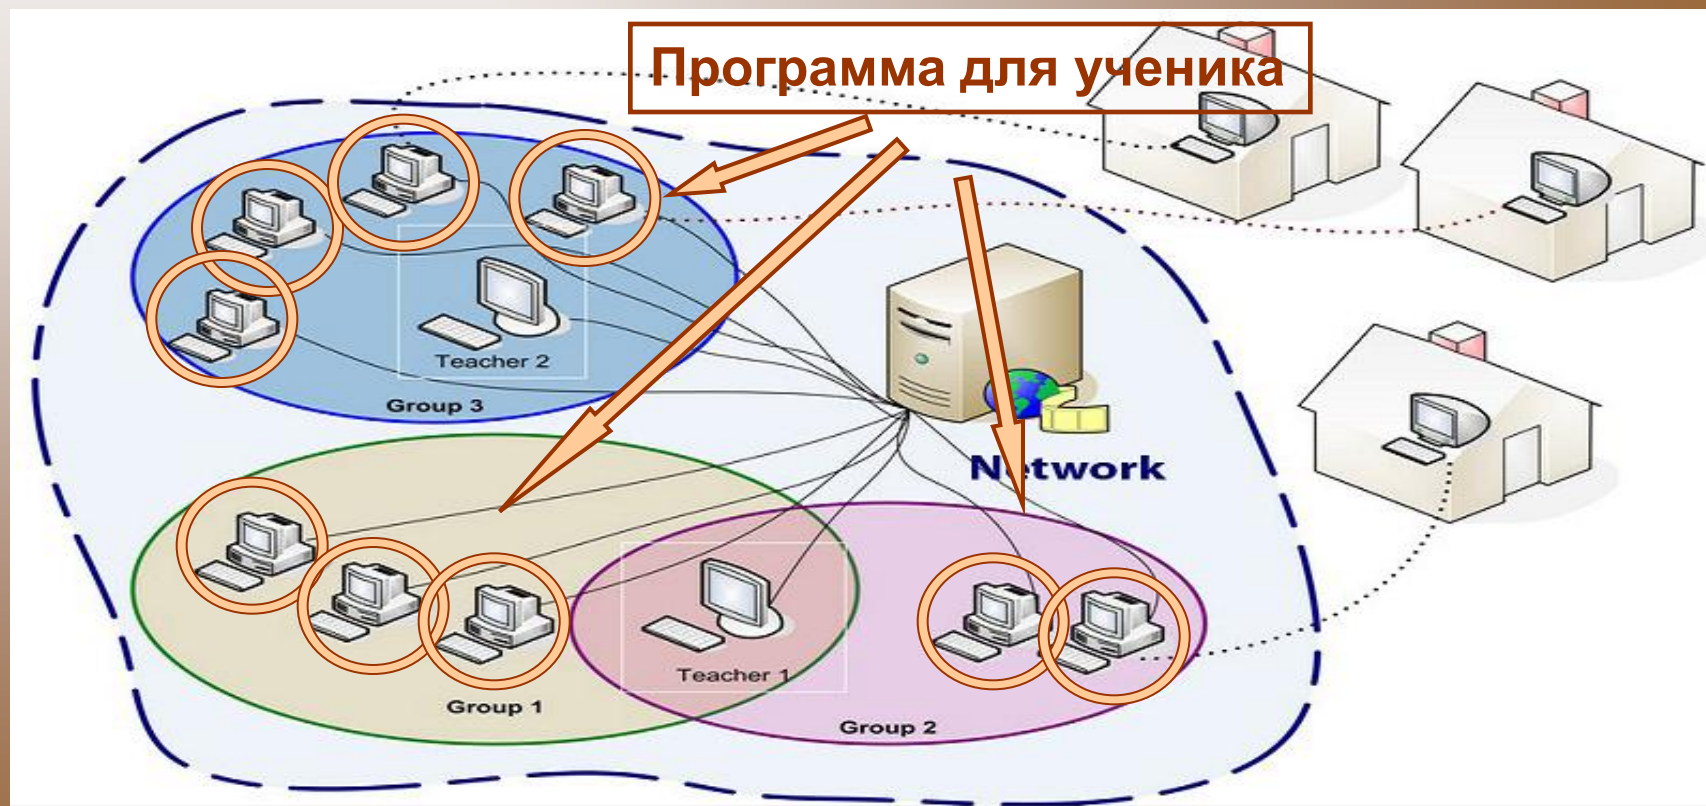 Программа для ученика
Teacher 2
Group 3
Network
Teacher 1
Group 1
Group 2